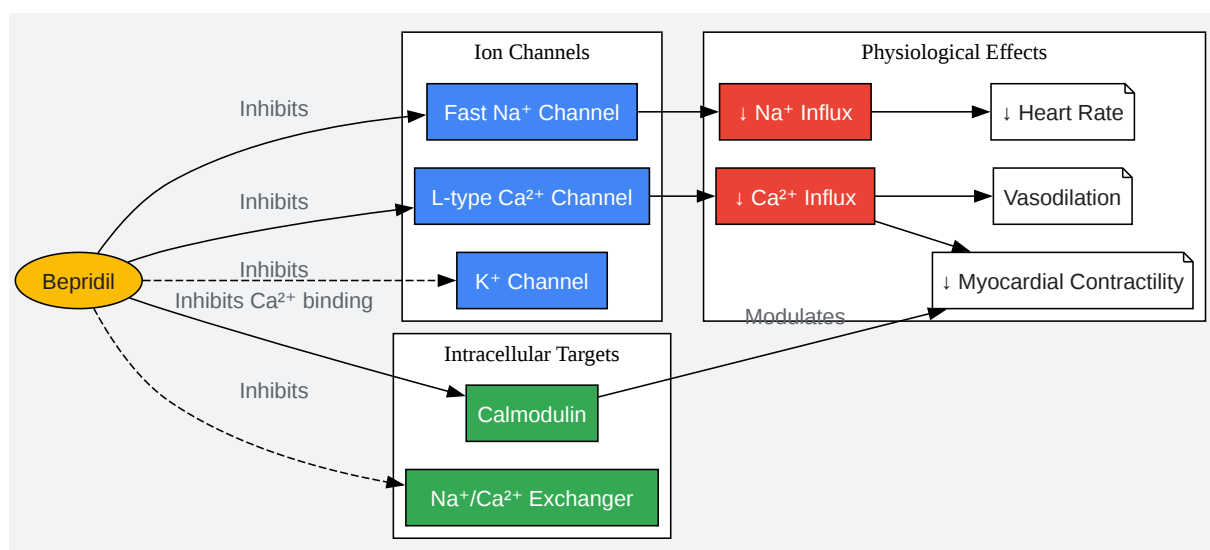 Ion Channels
Physiological Effects
Inhibits
Fast Na⁺ Channel
↓ Na⁺ Influx
↓ Heart Rate
Inhibits
L-type Ca²⁺ Channel
↓ Ca²⁺ Influx
Vasodilation
Bepridil
Inhibits
K⁺ Channel
↓ Myocardial Contractility
Inhibits Ca²⁺ binding
Modulates
Intracellular Targets
Inhibits
Calmodulin
Na⁺/Ca²⁺ Exchanger